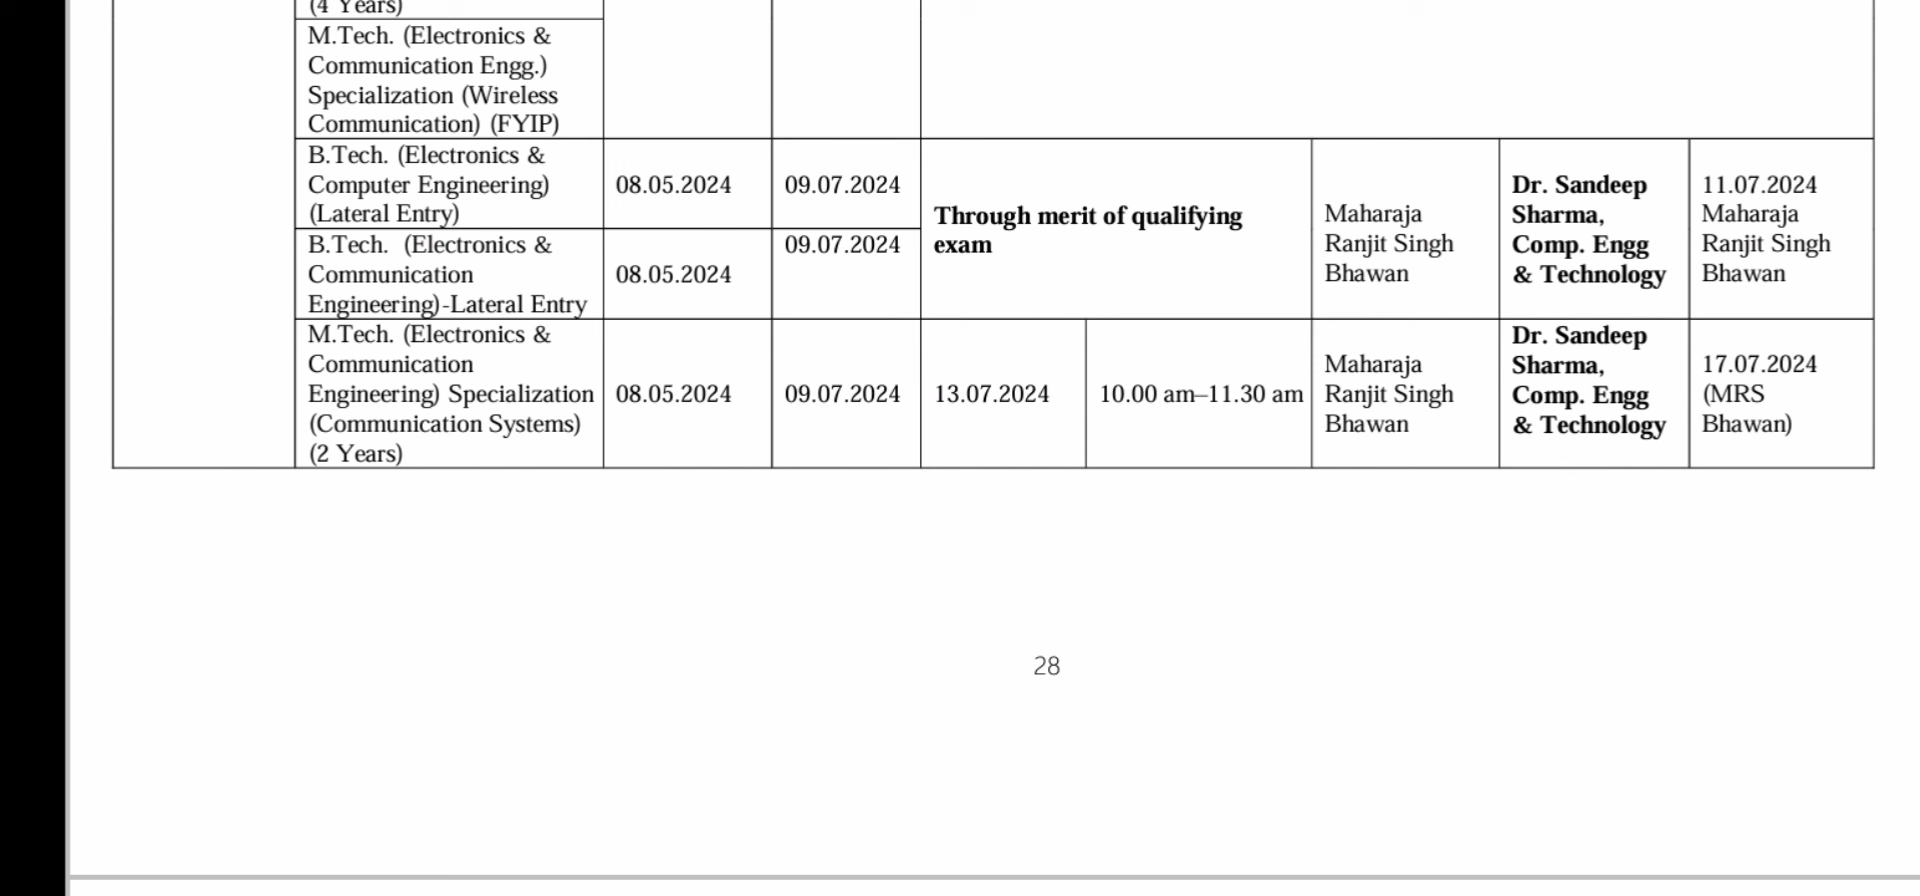 (4 Years)
M.Tech. (Electronics &
Communication Engg.)
Specialization (Wireless
Communication) (FYIP)
B.Tech. (Electronics &
Computer Engineering)
(Lateral Entry)
08.05.2024
09.07.2024
Through merit of qualifying
exam
Maharaja
Ranjit Singh
Bhawan
Dr. Sandeep
Sharma,
Comp. Engg
& Technology
11.07.2024
Maharaja
Ranjit Singh
Bhawan
B.Tech. (Electronics &
Communication
Engineering)-Lateral Entry
08.05.2024
09.07.2024
M.Tech. (Electronics &
Communication
Engineering) Specialization
(Communication Systems)
(2 Years)
08.05.2024
09.07.2024
13.07.2024
10.00 am–11.30 am
Maharaja
Ranjit Singh
Bhawan
Dr. Sandeep
Sharma,
Comp. Engg
& Technology
17.07.2024
(MRS
Bhawan)
28